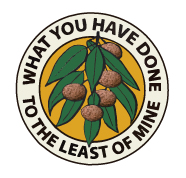 WHAT YOU HAVE DONE
TO THE LEAST OF MINE